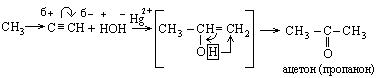 б+ б− + − Hg²⁺
CH₃→C≡CH + HOH → [CH₃—CH=CH₂] → CH₃—C—CH₃
OH O
ацетон (пропанон)